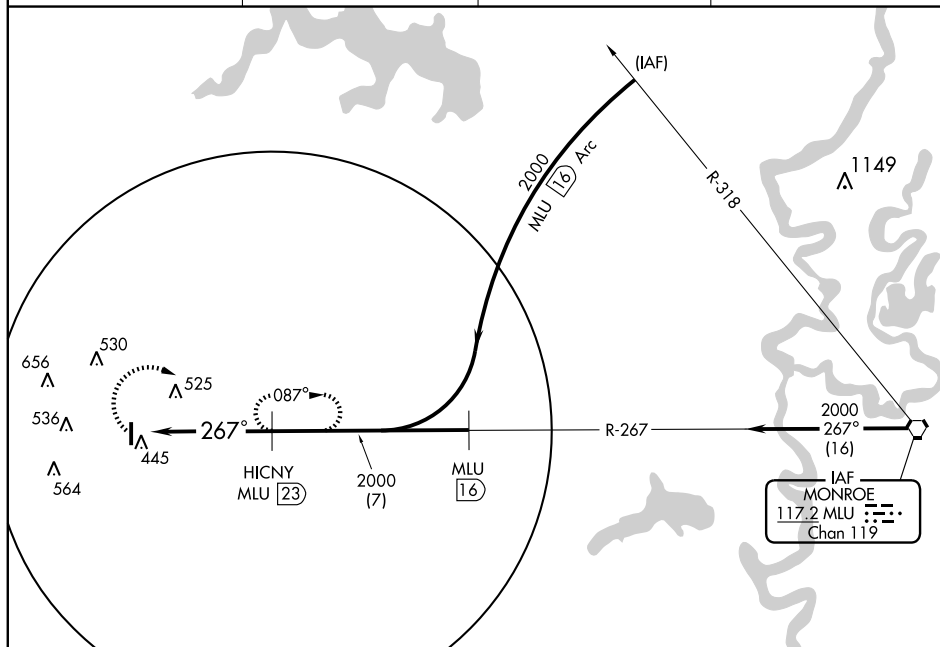 (IAF)
2000
MLU 16 Arc
R-318
1149
530
656
525
087°
536
267°
R-267
2000
267°
(16)
445
564
HICNY
MLU 23
2000
(7)
MLU
16
IAF
MONROE
117.2 MLU
Chan 119